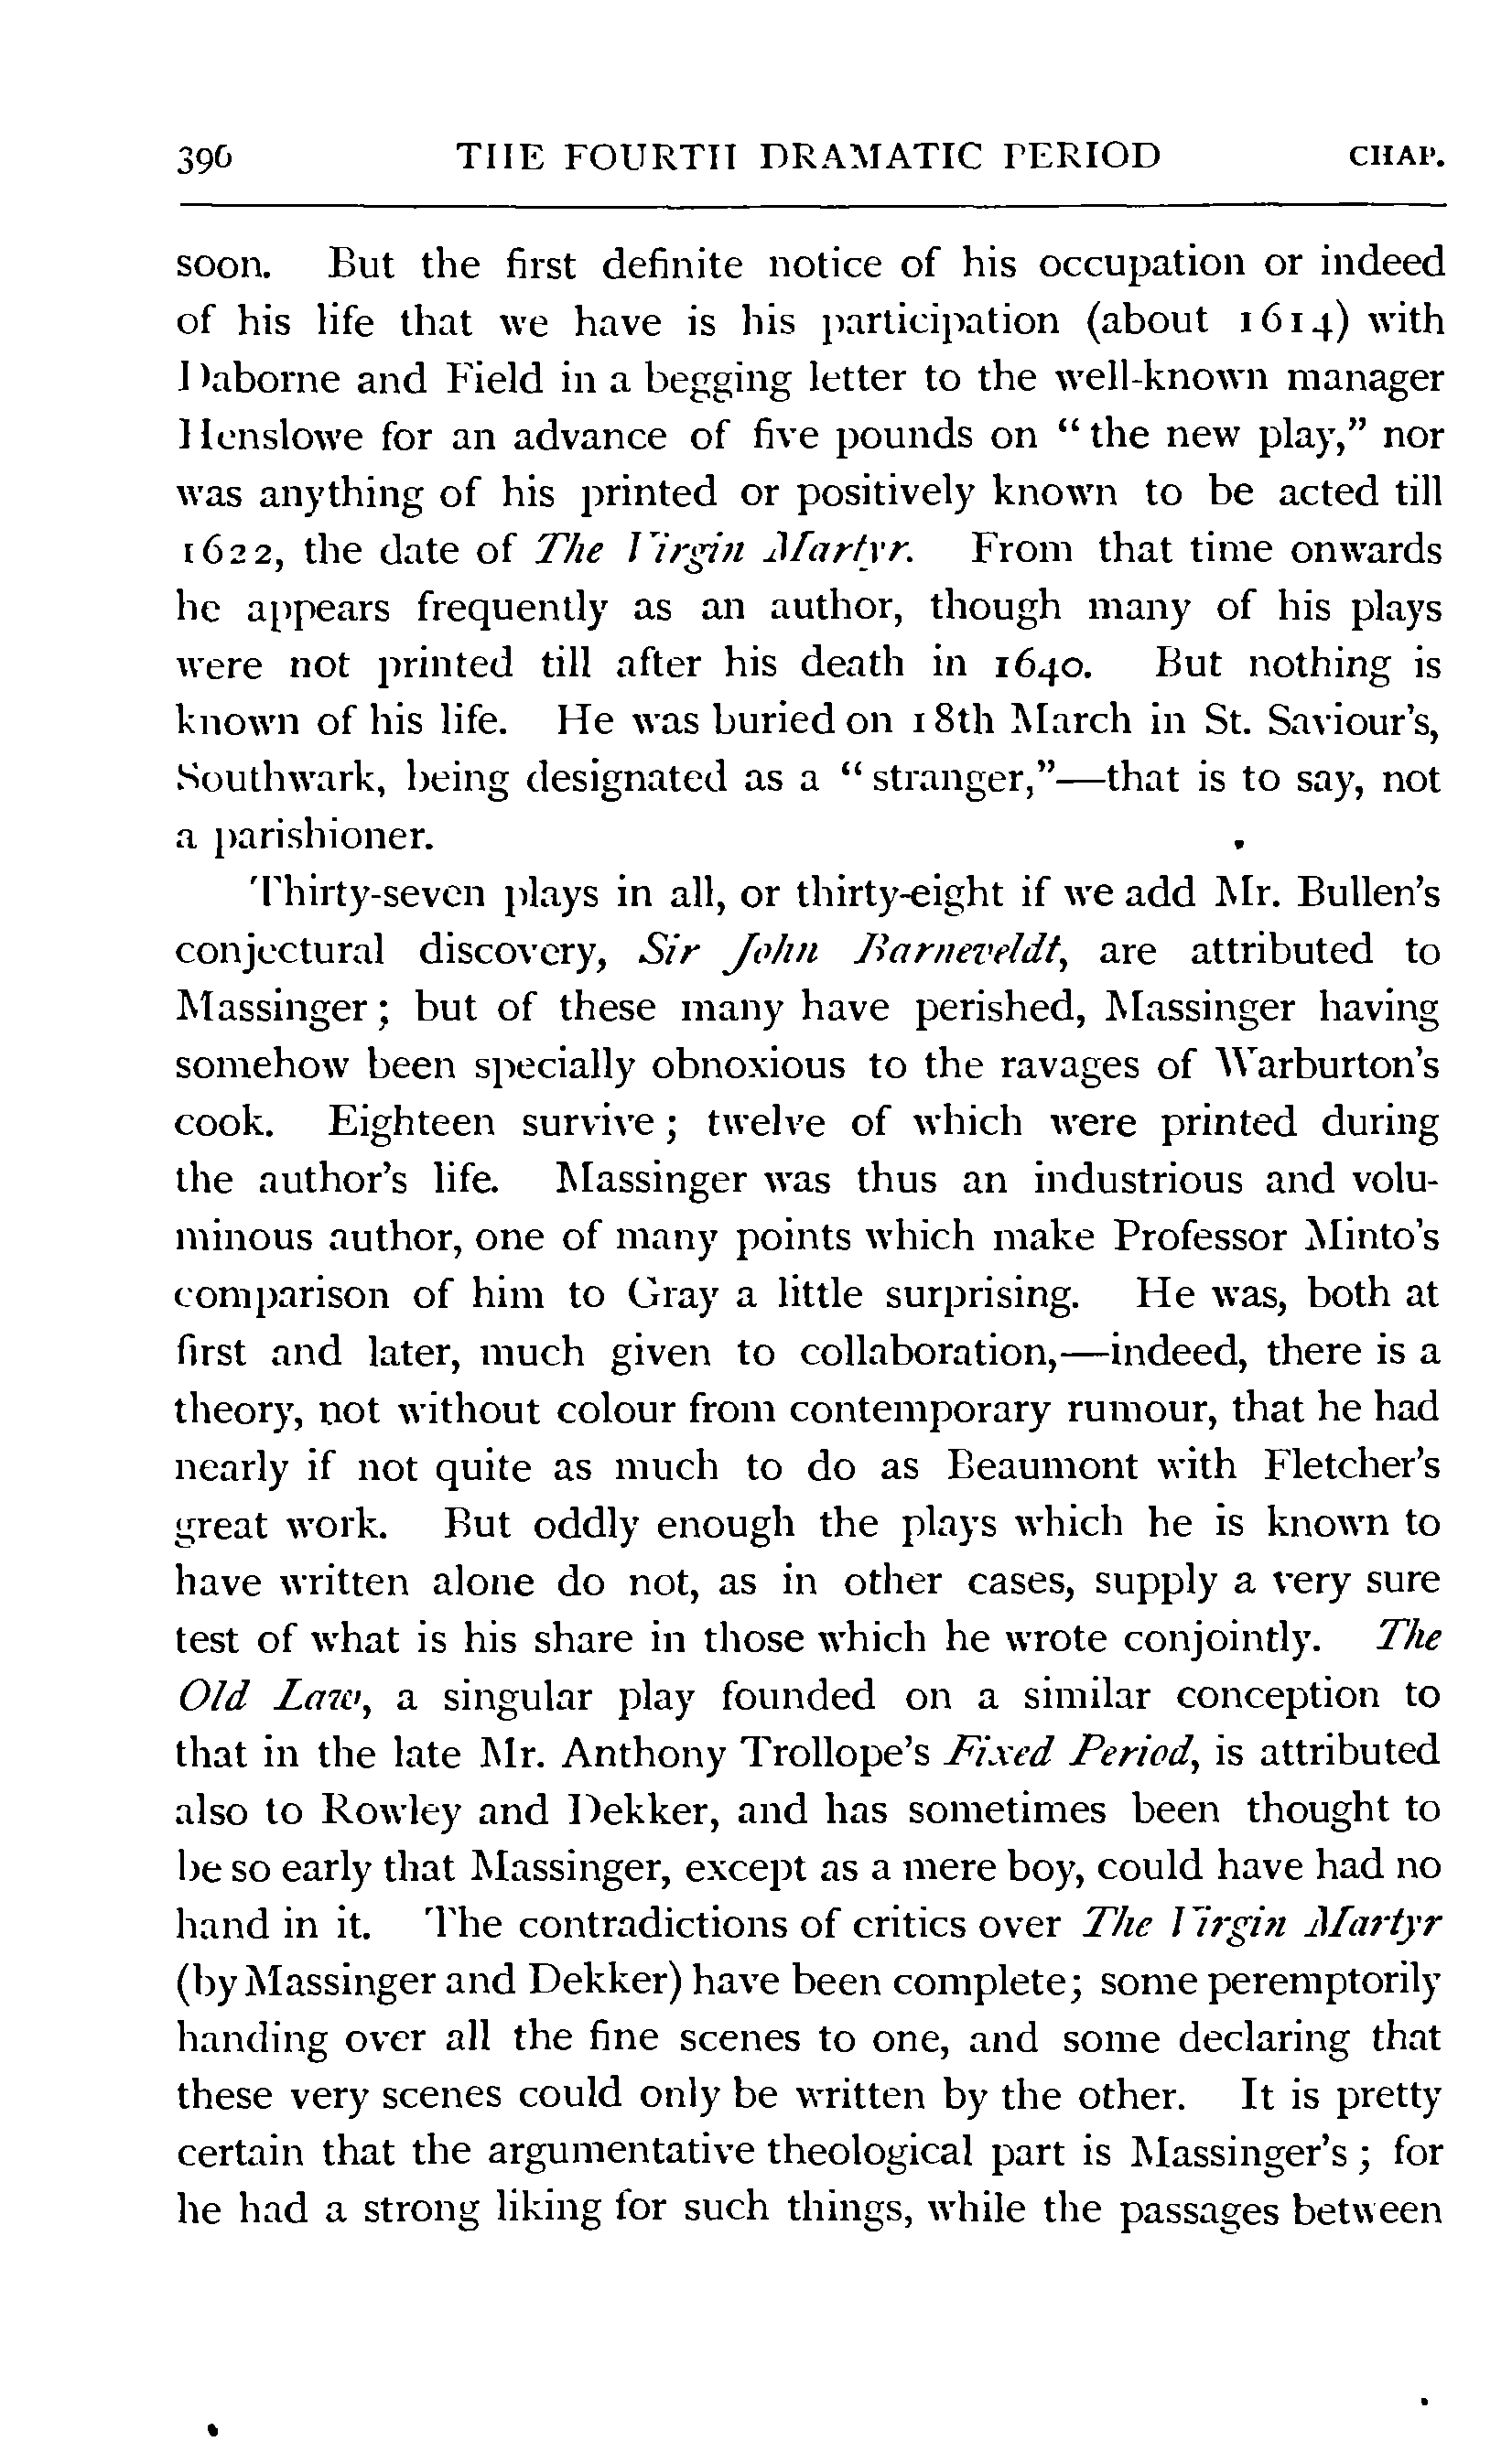 396 THE FOURTH DRAMATIC PERIOD CHAP.
soon. But the first definite notice of his occupation or indeed
of his life that we have is his participation (about 1614) with
Daborne and Field in a begging letter to the well-known manager
Henslowe for an advance of five pounds on “the new play,” nor
was anything of his printed or positively known to be acted till
1622, the date of The Virgin Martyr. From that time onwards
he appears frequently as an author, though many of his plays
were not printed till after his death in 1640. But nothing is
known of his life. He was buried on 18th March in St. Saviour’s,
Southwark, being designated as a “stranger,”—that is to say, not
a parishioner.
Thirty-seven plays in all, or thirty-eight if we add Mr. Bullen’s
conjectural discovery, Sir John Barneveldt, are attributed to
Massinger; but of these many have perished, Massinger having
somehow been specially obnoxious to the ravages of Warburton’s
cook. Eighteen survive; twelve of which were printed during
the author’s life. Massinger was thus an industrious and volu-
minous author, one of many points which make Professor Minto’s
comparison of him to Gray a little surprising. He was, both at
first and later, much given to collaboration,—indeed, there is a
theory, not without colour from contemporary rumour, that he had
nearly if not quite as much to do as Beaumont with Fletcher’s
great work. But oddly enough the plays which he is known to
have written alone do not, as in other cases, supply a very sure
test of what is his share in those which he wrote conjointly. The
Old Law, a singular play founded on a similar conception to
that in the late Mr. Anthony Trollope’s Fixed Period, is attributed
also to Rowley and Dekker, and has sometimes been thought to
be so early that Massinger, except as a mere boy, could have had no
hand in it. The contradictions of critics over The Virgin Martyr
(by Massinger and Dekker) have been complete; some peremptorily
handing over all the fine scenes to one, and some declaring that
these very scenes could only be written by the other. It is pretty
certain that the argumentative theological part is Massinger’s; for
he had a strong liking for such things, while the passages between